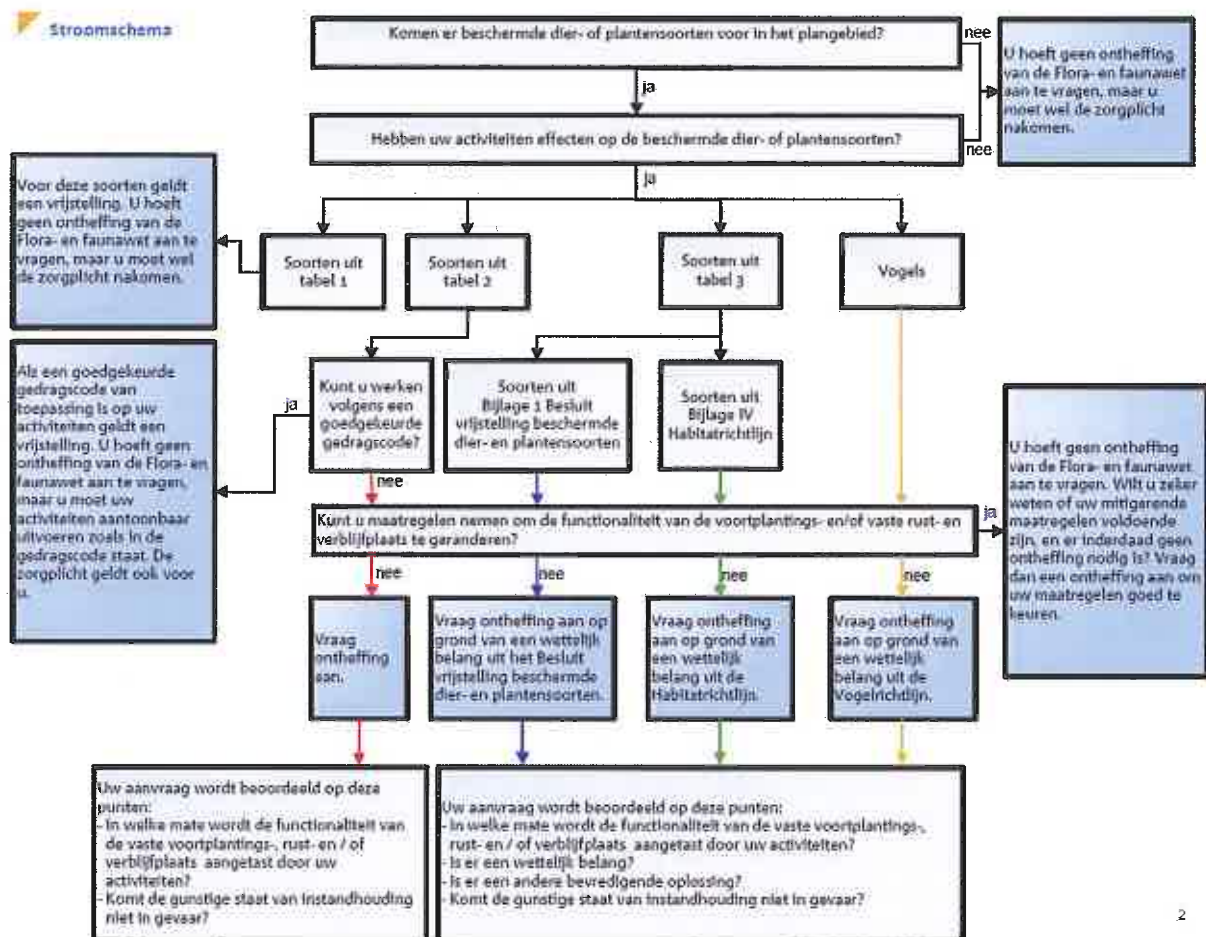 Stroomschema
Komen er beschermde dier- of plantensoorten voor in het plangebied?
nee
U hoeft geen ontheffing
van de Flora- en faunawet
aan te vragen, maar u
moet wel de zorgplicht
nakomen.
ja
Hebben uw activiteiten effecten op de beschermde dier- of plantensoorten?
nee
ja
Voor deze soorten geldt
een vrijstelling. U hoeft
geen ontheffing van de
Flora- en faunawet aan te
vragen, maar u moet wel
de zorgplicht nakomen.
Soorten uit
tabel 1
Soorten uit
tabel 2
Soorten uit
tabel 3
Vogels
Als een goedgekeurde
gedragscode van
toepassing is op uw
activiteiten geldt een
vrijstelling. U hoeft geen
ontheffing van de Flora- en
faunawet aan te vragen,
maar u moet uw
activiteiten aantoonbaar
uitvoeren zoals in de
gedragscode staat. De
zorgplicht geldt ook voor
u.
ja
Kunt u werken
volgens een
goedgekeurde
gedragscode?
Soorten uit
Bijlage 1 Besluit
vrijstelling beschermde
dier- en plantensoorten
Soorten uit
Bijlage IV
Habitatrichtlijn
nee
Kunt u maatregelen nemen om de functionaliteit van de voortplantings- en/of vaste rust- en
verblijfplaats te garanderen?
ja
U hoeft geen ontheffing
van de Flora- en faunawet
aan te vragen. Wilt u zeker
weten of uw mitigerende
maatregelen voldoende
zijn, en er inderdaad geen
ontheffing nodig is? Vraag
dan een ontheffing aan om
uw maatregelen goed te
keuren.
nee
nee
nee
nee
Vraag
ontheffing
aan.
Vraag ontheffing aan op
grond van een wettelijk
belang uit het Besluit
vrijstelling beschermde
dier- en plantensoorten.
Vraag ontheffing
aan op grond van
een wettelijk
belang uit de
Habitatrichtlijn.
Vraag ontheffing
aan op grond van
een wettelijk
belang uit de
Vogelrichtlijn.
Uw aanvraag wordt beoordeeld op deze
punten:
- In welke mate wordt de functionaliteit van
de vaste voortplantings-, rust- en / of
verblijfplaats aangetast door uw
activiteiten?
- Komt de gunstige staat van instandhouding
niet in gevaar?
Uw aanvraag wordt beoordeeld op deze punten:
- In welke mate wordt de functionaliteit van de vaste voortplantings-,
rust- en / of verblijfplaats aangetast door uw activiteiten?
- Is er een wettelijk belang?
- Is er een andere bevredigende oplossing?
- Komt de gunstige staat van instandhouding niet in gevaar?
2